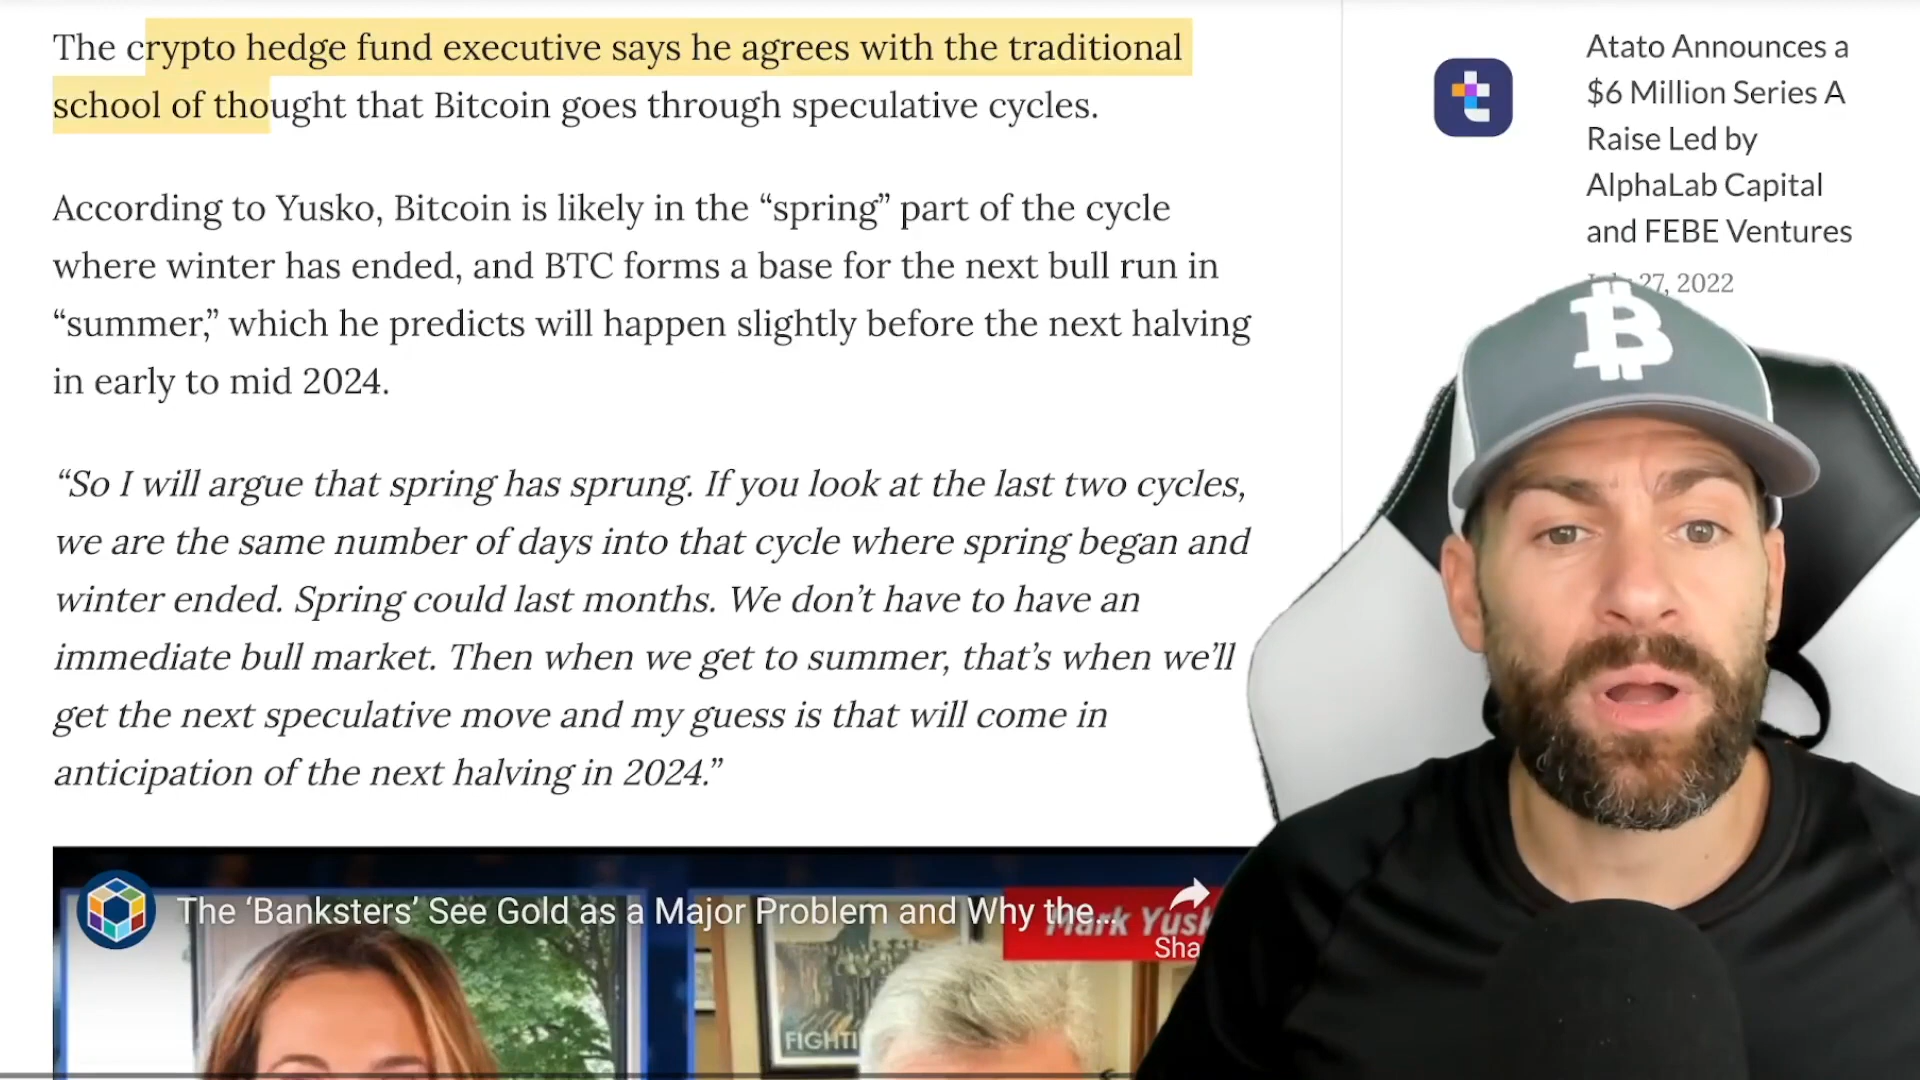 The crypto hedge fund executive says he agrees with the traditional
school of thought that Bitcoin goes through speculative cycles.
According to Yusko, Bitcoin is likely in the “spring” part of the cycle
where winter has ended, and BTC forms a base for the next bull run in
“summer,” which he predicts will happen slightly before the next halving
in early to mid 2024.
“So I will argue that spring has sprung. If you look at the last two cycles,
we are the same number of days into that cycle where spring began and
winter ended. Spring could last months. We don’t have to have an
immediate bull market. Then when we get to summer, that’s when we’ll
get the next speculative move and my guess is that will come in
anticipation of the next halving in 2024.”
The ‘Banksters’ See Gold as a Major Problem and Why the...
Mark Yusk
Sha
FIGHTI
Atato Announces a
$6 Million Series A
Raise Led by
AlphaLab Capital
and FEBE Ventures
27, 2022